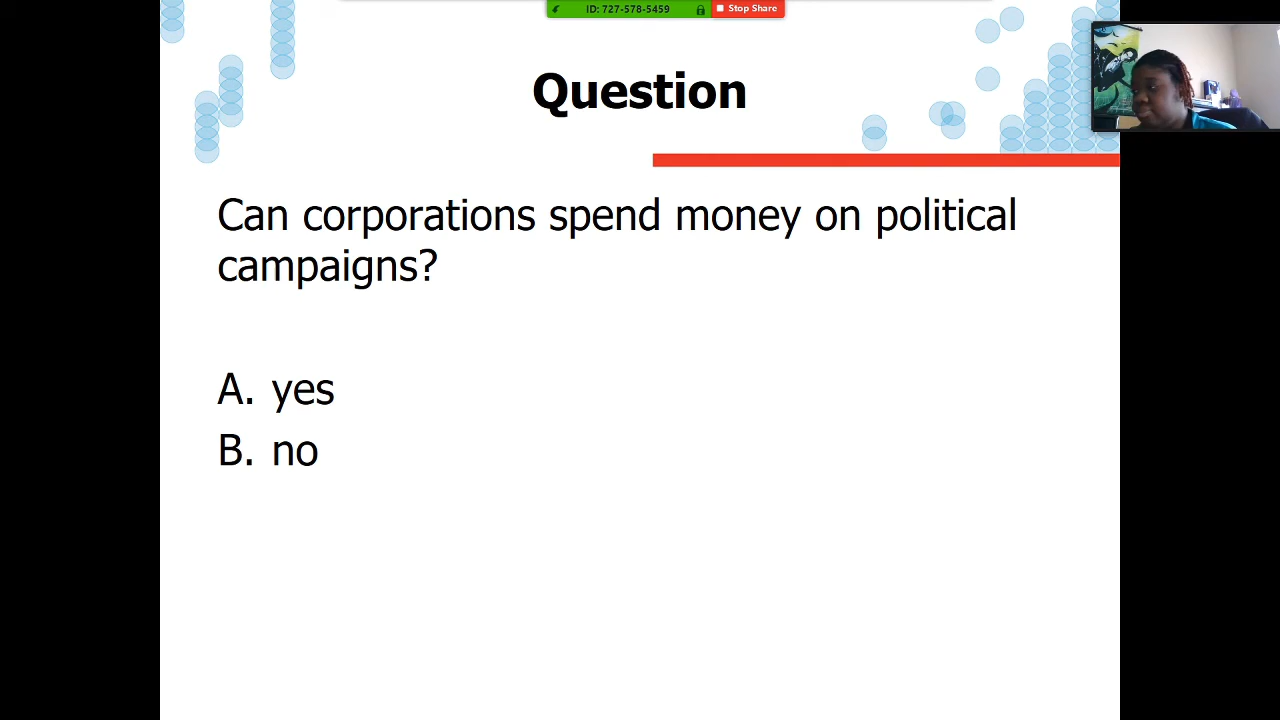 ID: 727-578-5459
Stop Share
Question
Can corporations spend money on political
campaigns?
A. yes
B. no